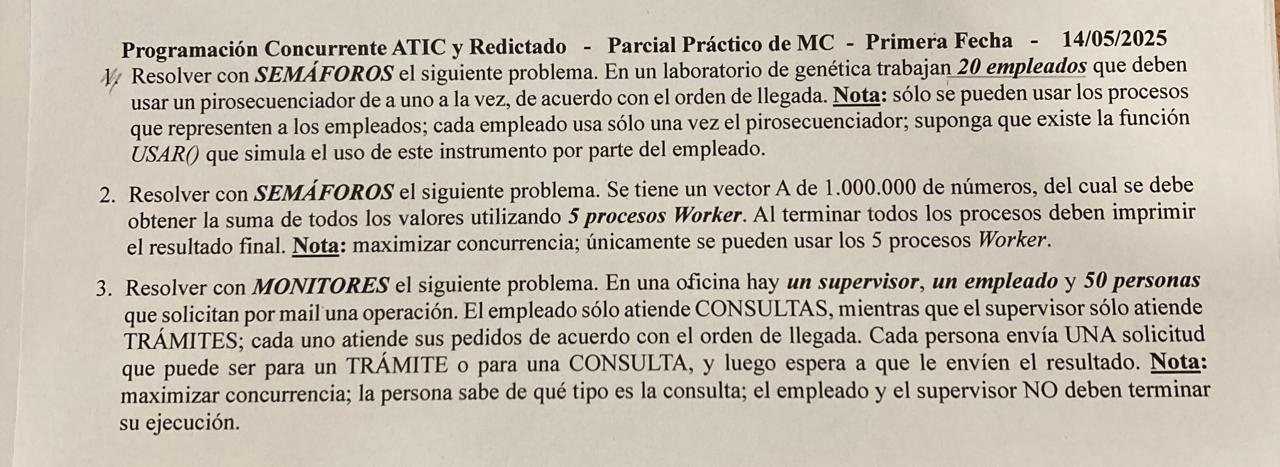 Programación Concurrente ATIC y Redictado - Parcial Práctico de MC - Primera Fecha - 14/05/2025
1. Resolver con SEMÁFOROS el siguiente problema. En un laboratorio de genética trabajan 20 empleados que deben
usar un pirosecuenciador de a uno a la vez, de acuerdo con el orden de llegada. Nota: sólo se pueden usar los procesos
que representen a los empleados; cada empleado usa sólo una vez el pirosecuenciador; suponga que existe la función
USAR() que simula el uso de este instrumento por parte del empleado.
2. Resolver con SEMÁFOROS el siguiente problema. Se tiene un vector A de 1.000.000 de números, del cual se debe
obtener la suma de todos los valores utilizando 5 procesos Worker. Al terminar todos los procesos deben imprimir
el resultado final. Nota: maximizar concurrencia; únicamente se pueden usar los 5 procesos Worker.
3. Resolver con MONITORES el siguiente problema. En una oficina hay un supervisor, un empleado y 50 personas
que solicitan por mail una operación. El empleado sólo atiende CONSULTAS, mientras que el supervisor sólo atiende
TRÁMITES; cada uno atiende sus pedidos de acuerdo con el orden de llegada. Cada persona envía UNA solicitud
que puede ser para un TRÁMITE o para una CONSULTA, y luego espera a que le envíen el resultado. Nota:
maximizar concurrencia; la persona sabe de qué tipo es la consulta; el empleado y el supervisor NO deben terminar
su ejecución.